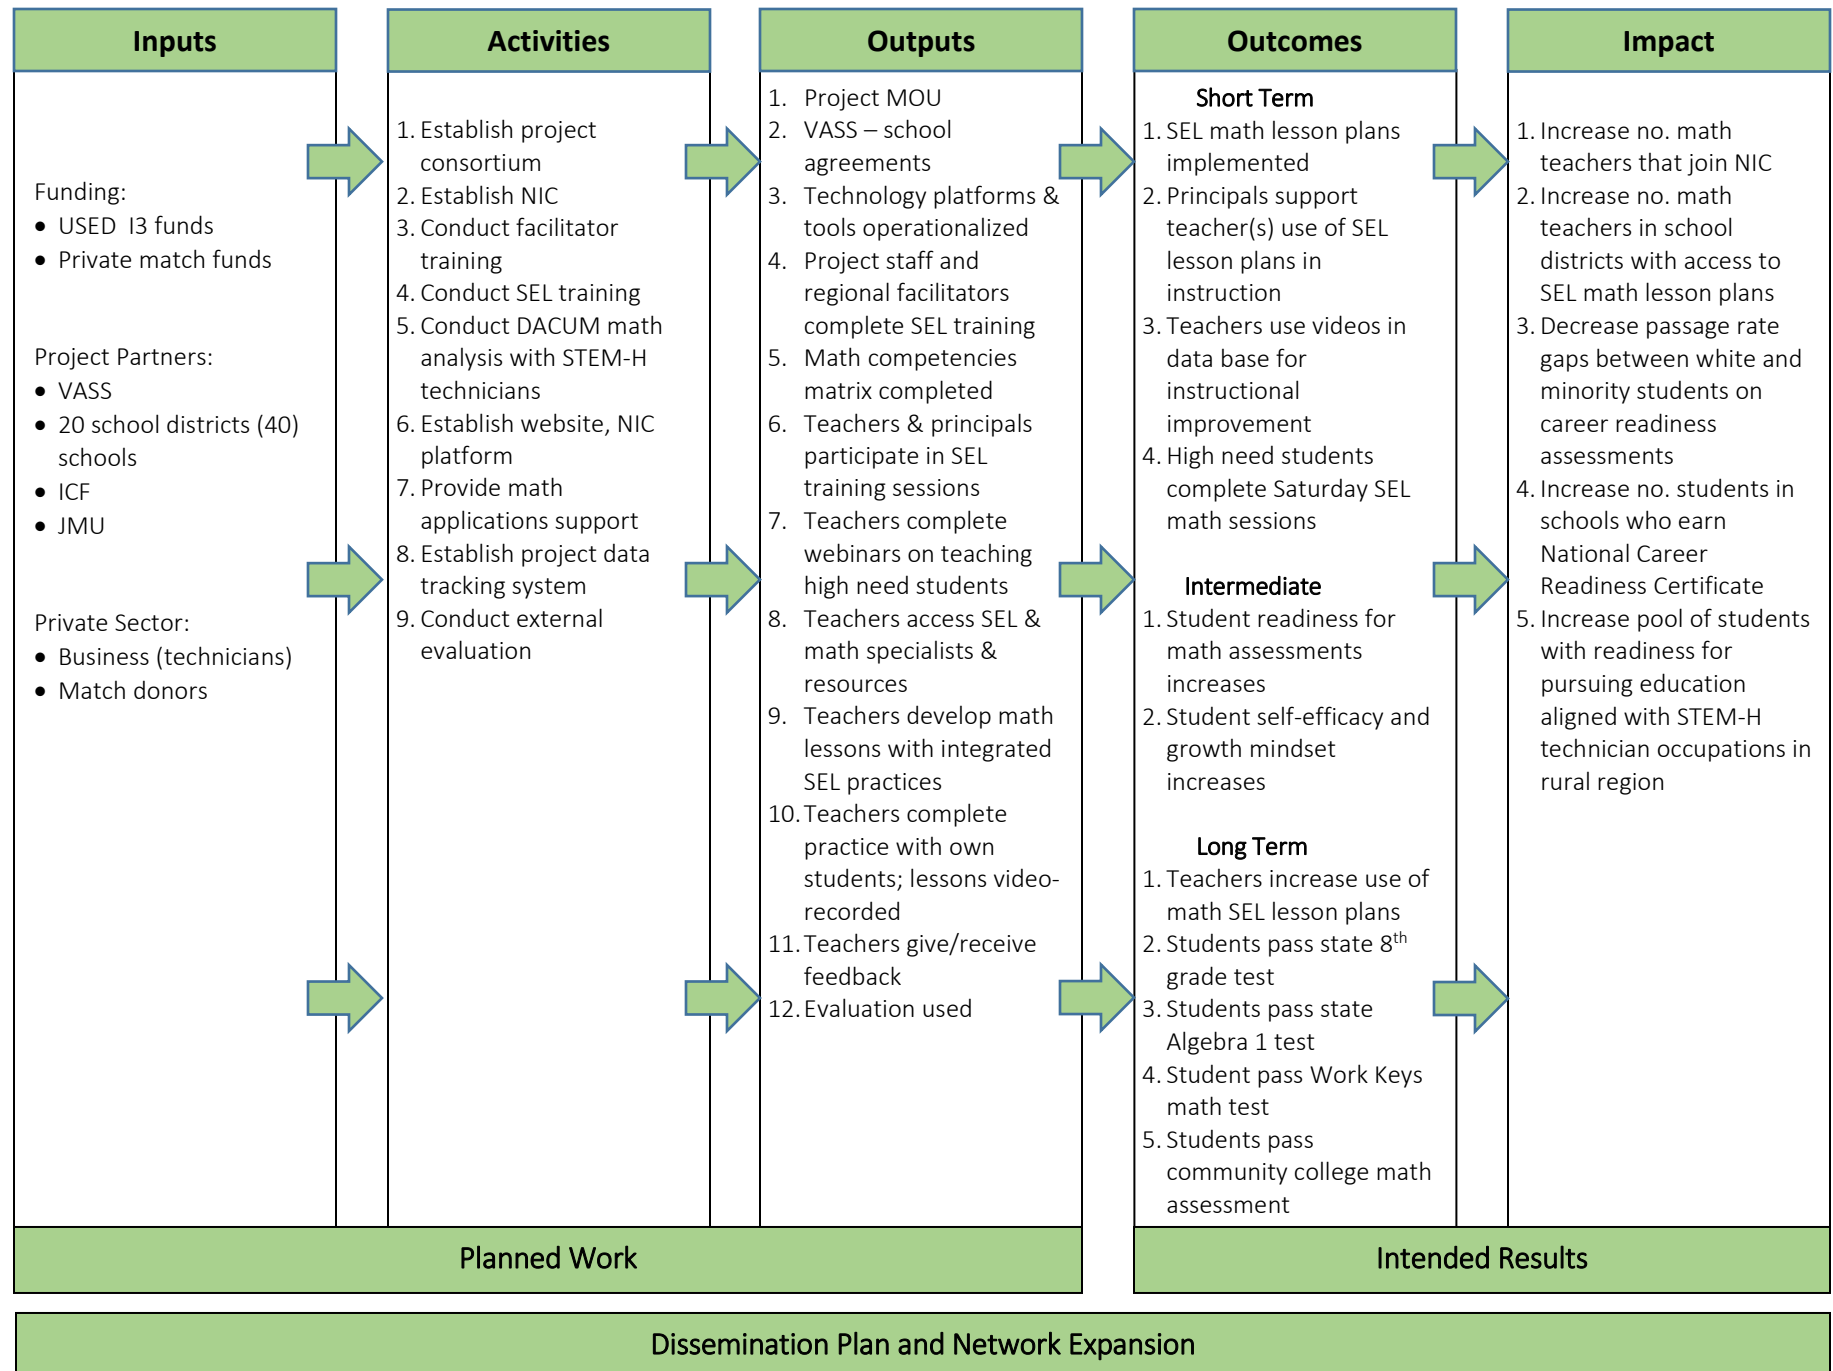 Inputs
Funding:
• USED  I3 funds
• Private match funds
Project Partners:
• VASS
• 20 school districts (40)
schools
• ICF
• JMU
Private Sector:
• Business (technicians)
• Match donors
Activities
1. Establish project
consortium
2. Establish NIC
3. Conduct facilitator
training
4. Conduct SEL training
5. Conduct DACUM math
analysis with STEM-H
technicians
6. Establish website, NIC
platform
7. Provide math
applications support
8. Establish project data
tracking system
9. Conduct external
evaluation
Outputs
1. Project MOU
2. VASS – school
agreements
3. Technology platforms &
tools operationalized
4. Project staff and
regional facilitators
complete SEL training
5. Math competencies
matrix completed
6. Teachers & principals
participate in SEL
training sessions
7. Teachers complete
webinars on teaching
high need students
8. Teachers access SEL &
math specialists &
resources
9. Teachers develop math
lessons with integrated
SEL practices
10. Teachers complete
practice with own
students; lessons video-
recorded
11. Teachers give/receive
feedback
12. Evaluation used
Outcomes
Short Term
1. SEL math lesson plans
implemented
2. Principals support
teacher(s) use of SEL
lesson plans in
instruction
3. Teachers use videos in
data base for
instructional
improvement
4. High need students
complete Saturday SEL
math sessions
Intermediate
1. Student readiness for
math assessments
increases
2. Student self-efficacy and
growth mindset
increases
Long Term
1. Teachers increase use of
math SEL lesson plans
2. Students pass state 8th
grade test
3. Students pass state
Algebra 1 test
4. Student pass Work Keys
math test
5. Students pass
community college math
assessment
Impact
1. Increase no. math
teachers that join NIC
2. Increase no. math
teachers in school
districts with access to
SEL math lesson plans
3. Decrease passage rate
gaps between white and
minority students on
career readiness
assessments
4. Increase no. students in
schools who earn
National Career
Readiness Certificate
5. Increase pool of students
with readiness for
pursuing education
aligned with STEM-H
technician occupations in
rural region
Planned Work
Intended Results
Dissemination Plan and Network Expansion